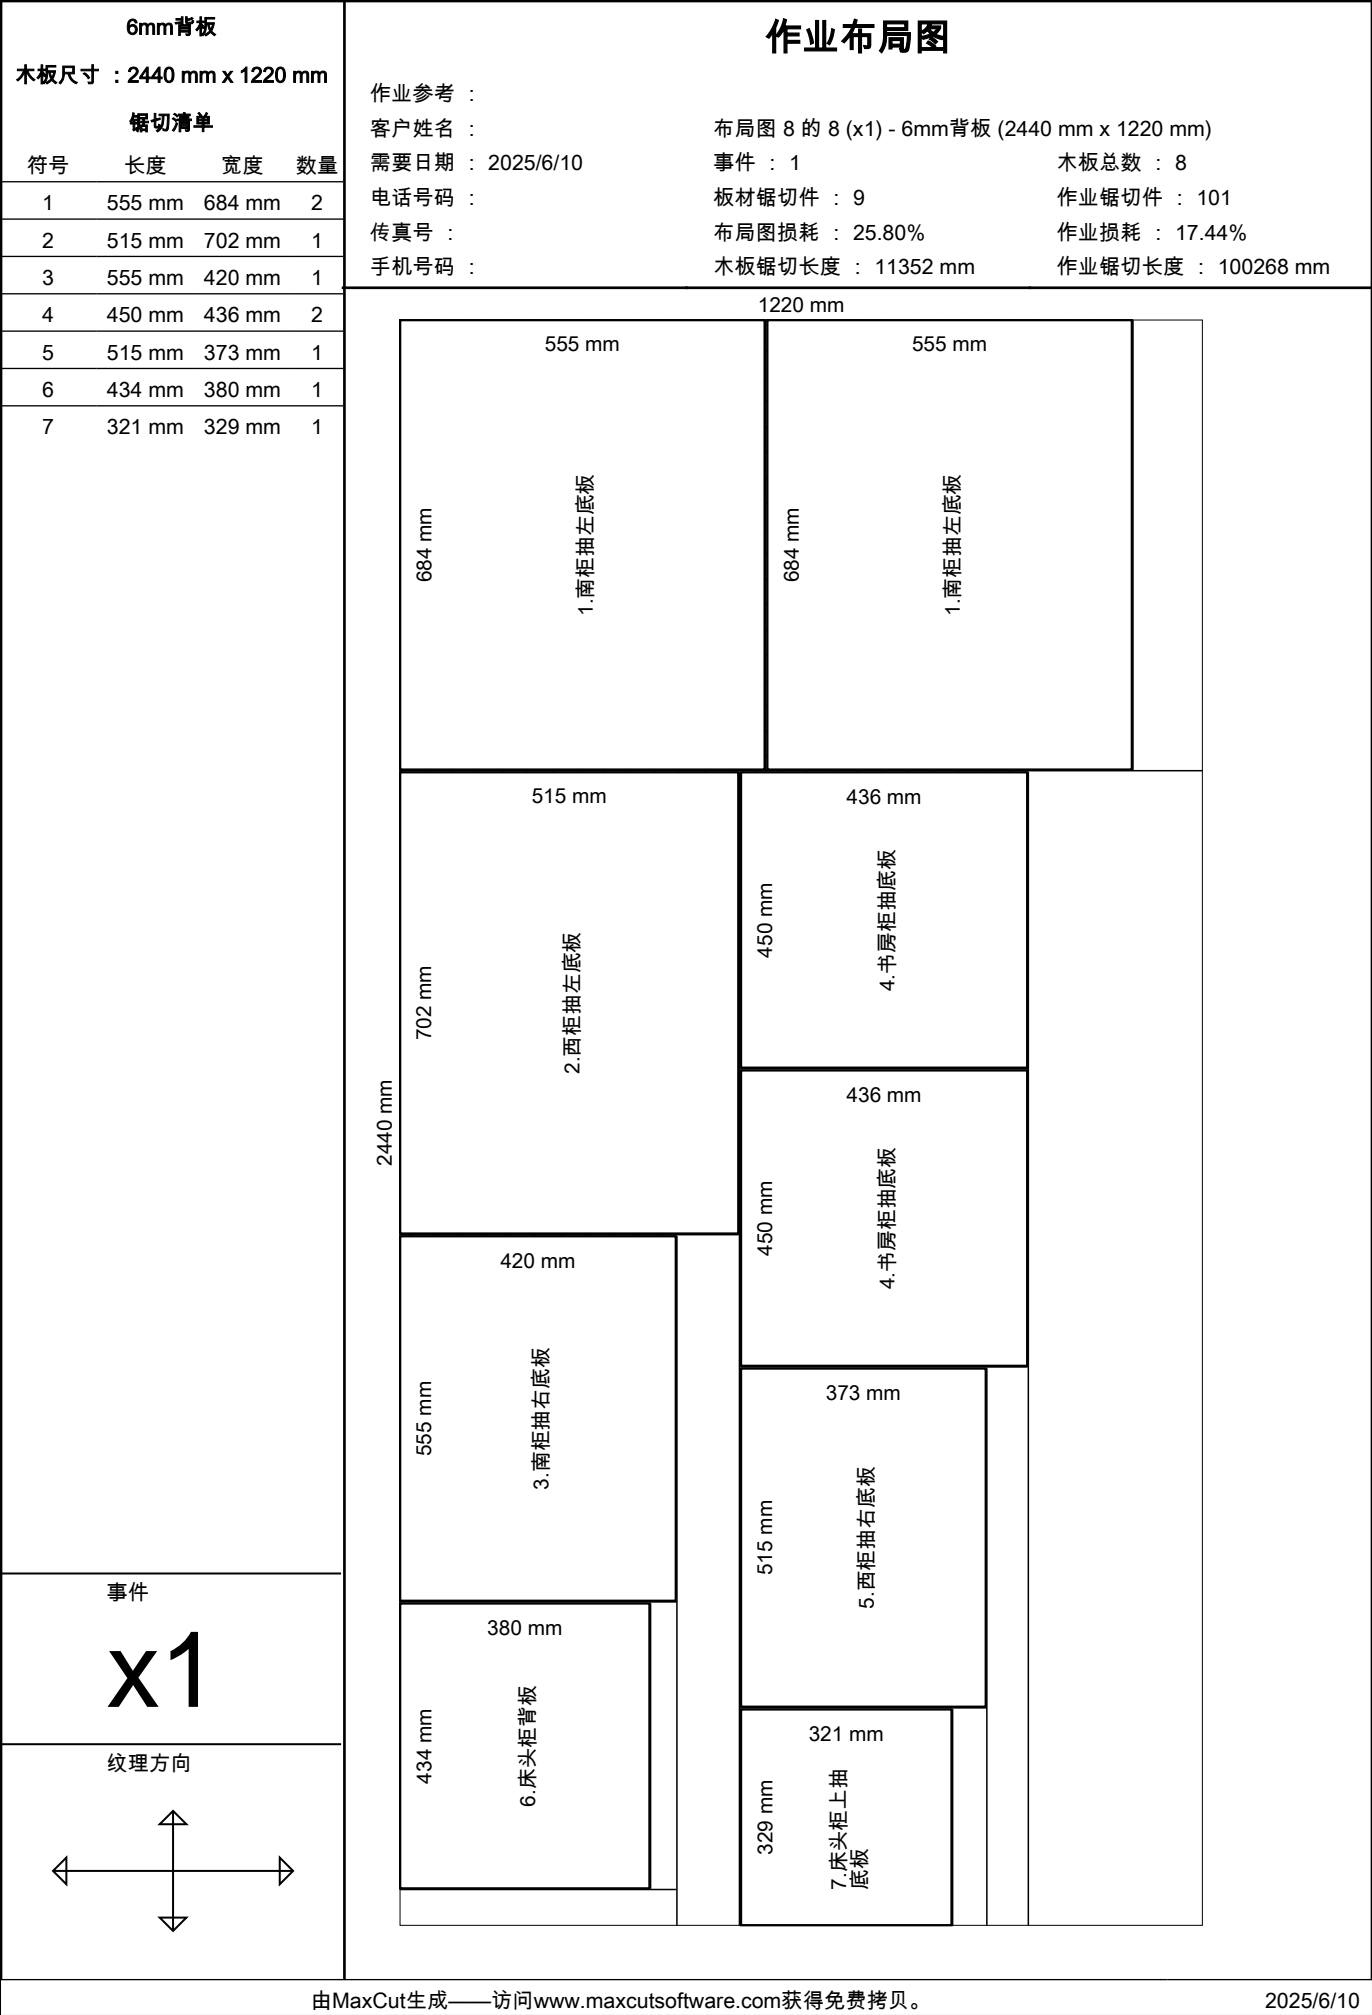 6mm背板
木板尺寸 : 2440 mm x 1220 mm
锯切清单
符号 长度 宽度 数量
1 555 mm 684 mm 2
2 515 mm 702 mm 1
3 555 mm 420 mm 1
4 450 mm 436 mm 2
5 515 mm 373 mm 1
6 434 mm 380 mm 1
7 321 mm 329 mm 1
事件
x1
纹理方向
作业布局图
作业参考 :
客户姓名 : 布局图 8 的 8 (x1) - 6mm背板 (2440 mm x 1220 mm)
需要日期 : 2025/6/10 事件 : 1 木板总数 : 8
电话号码 : 板材锯切件 : 9 作业锯切件 : 101
传真号 : 布局图损耗 : 25.80% 作业损耗 : 17.44%
手机号码 : 木板锯切长度 : 11352 mm 作业锯切长度 : 100268 mm
1220 mm
2440 mm
555 mm
684 mm
1.南柜抽左底板
555 mm
684 mm
1.南柜抽左底板
515 mm
702 mm
2.西柜抽左底板
436 mm
450 mm
4.书房柜抽底板
436 mm
450 mm
4.书房柜抽底板
420 mm
555 mm
3.南柜抽右底板
373 mm
515 mm
5.西柜抽右底板
380 mm
434 mm
6.床头柜背板
321 mm
329 mm
7.床头柜上抽
底板
由MaxCut生成——访问www.maxcutsoftware.com获得免费拷贝。 2025/6/10